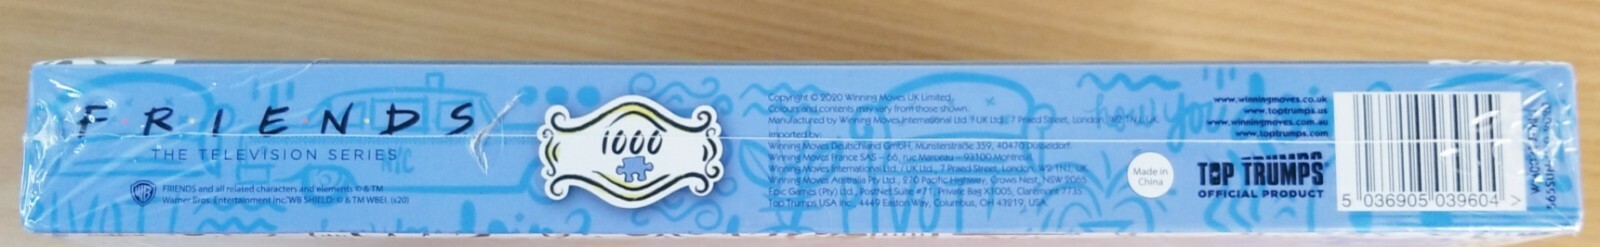 FRIENDS
THE TELEVISION SERIES
WB
FRIENDS and all related characters and elements © & TM
Warner Bros. Entertainment Inc. WB SHIELD: © & TM WBEI. (s20)
1000
Copyright © 2020 Winning Moves UK Limited.
Colours and contents may vary from those shown.
Manufactured by Winning Moves International Ltd. / UK Ltd., 7 Praed Street, London, W2 1NJ, UK.
Imported by:
Winning Moves Deutschland GmbH, Münsterstraße 359, 40470 Düsseldorf.
Winning Moves France SAS - 66, rue Marceau - 93100 Montreuil
Winning Moves International Ltd. / UK Ltd., 7 Praed Street, London, W2 1NJ, UK.
Winning Moves Australia Pty Ltd., 270 Pacific Highway, Crows Nest, NSW 2065
Epic Games (Pty) Ltd., PostNet Suite #7, Private Bag X3005, Claremont 7735
Top Trumps USA Inc., 4449 Easton Way, Columbus, OH 43219, USA.
how you
Made in
China
www.winningmoves.co.uk
www.toptrumps.us
www.winningmoves.com.au
www.toptrumps.com
TOP TRUMPS
OFFICIAL PRODUCT
5 036905 039604 >